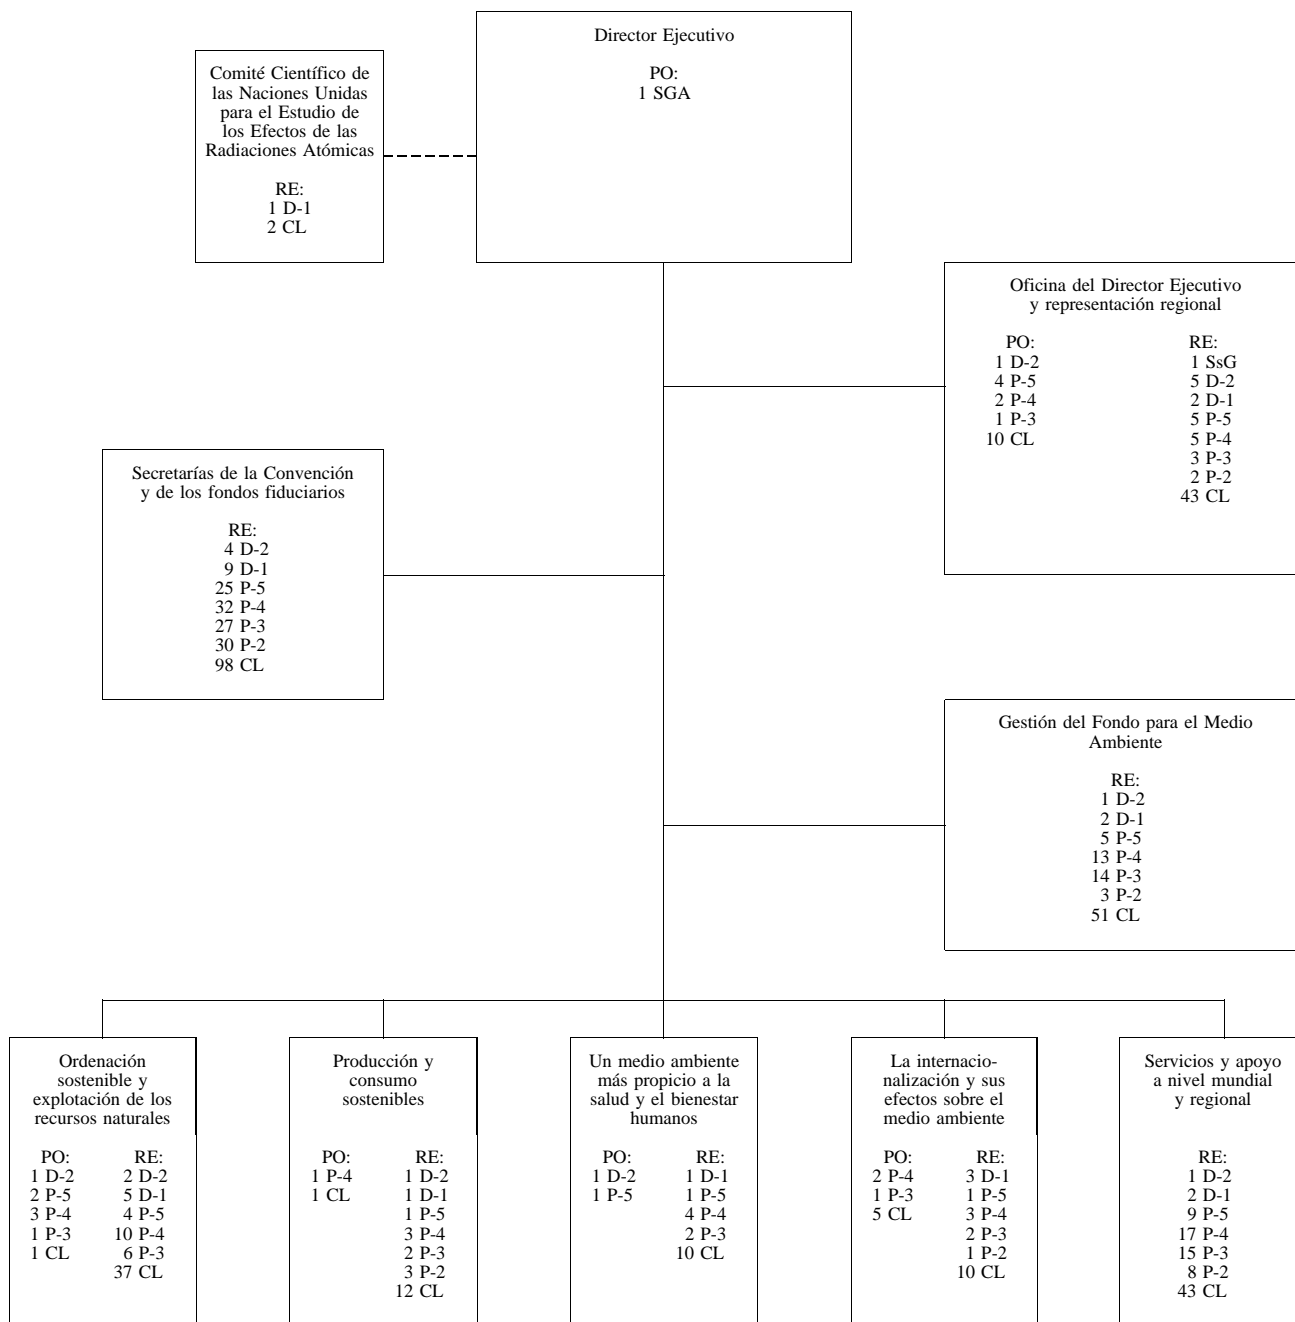 Director Ejecutivo
PO:
1 SGA
Comité Científico de
las Naciones Unidas
para el Estudio de
los Efectos de las
Radiaciones Atómicas
RE:
1 D-1
2 CL
Oficina del Director Ejecutivo
y representación regional
PO:
1 D-2
4 P-5
2 P-4
1 P-3
10 CL
RE:
1 SsG
5 D-2
2 D-1
5 P-5
5 P-4
3 P-3
2 P-2
43 CL
Secretarías de la Convención
y de los fondos fiduciarios
RE:
4 D-2
9 D-1
25 P-5
32 P-4
27 P-3
30 P-2
98 CL
Gestión del Fondo para el Medio
Ambiente
RE:
1 D-2
2 D-1
5 P-5
13 P-4
14 P-3
3 P-2
51 CL
Ordenación
sostenible y
explotación de los
recursos naturales
PO:
1 D-2
2 P-5
3 P-4
1 P-3
1 CL
RE:
2 D-2
5 D-1
4 P-5
10 P-4
6 P-3
37 CL
Producción y
consumo
sostenibles
PO:
1 P-4
1 CL
RE:
1 D-2
1 D-1
1 P-5
3 P-4
2 P-3
3 P-2
12 CL
Un medio ambiente
más propicio a la
salud y el bienestar
humanos
PO:
1 D-2
1 P-5
RE:
1 D-1
1 P-5
4 P-4
2 P-3
10 CL
La internacio-
nalización y sus
efectos sobre el
medio ambiente
PO:
2 P-4
1 P-3
5 CL
RE:
3 D-1
1 P-5
3 P-4
2 P-3
1 P-2
10 CL
Servicios y apoyo
a nivel mundial
y regional
RE:
1 D-2
2 D-1
9 P-5
17 P-4
15 P-3
8 P-2
43 CL